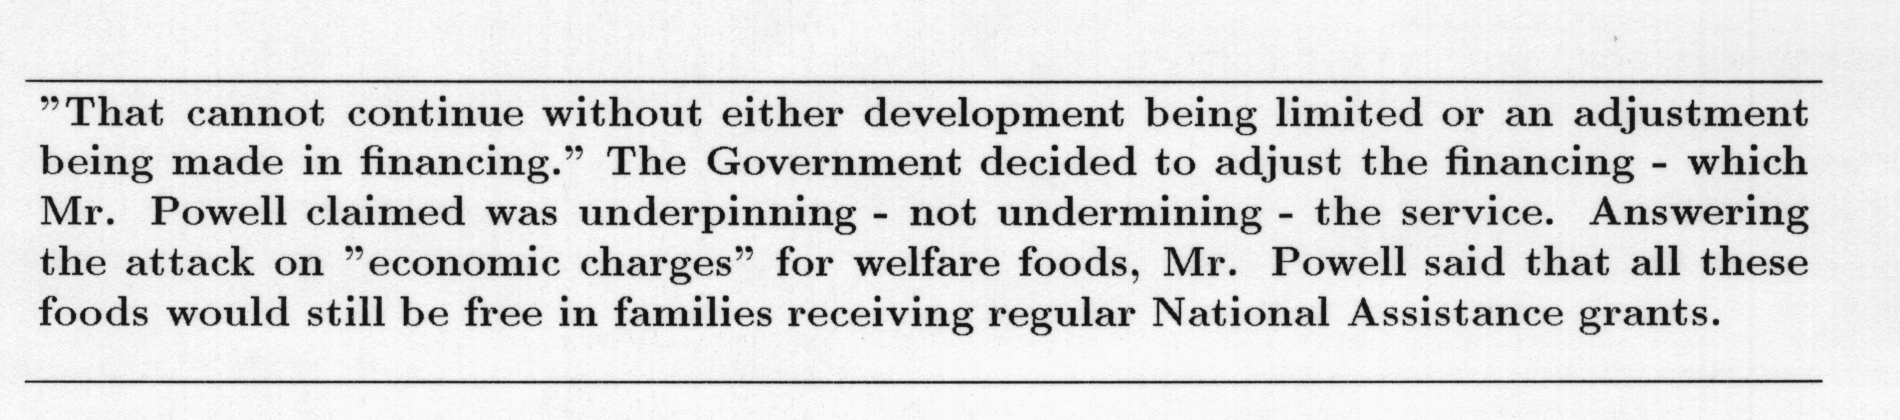 ”That cannot continue without either development being limited or an adjustment
being made in financing.” The Government decided to adjust the financing - which
Mr. Powell claimed was underpinning - not undermining - the service. Answering
the attack on ”economic charges” for welfare foods, Mr. Powell said that all these
foods would still be free in families receiving regular National Assistance grants.